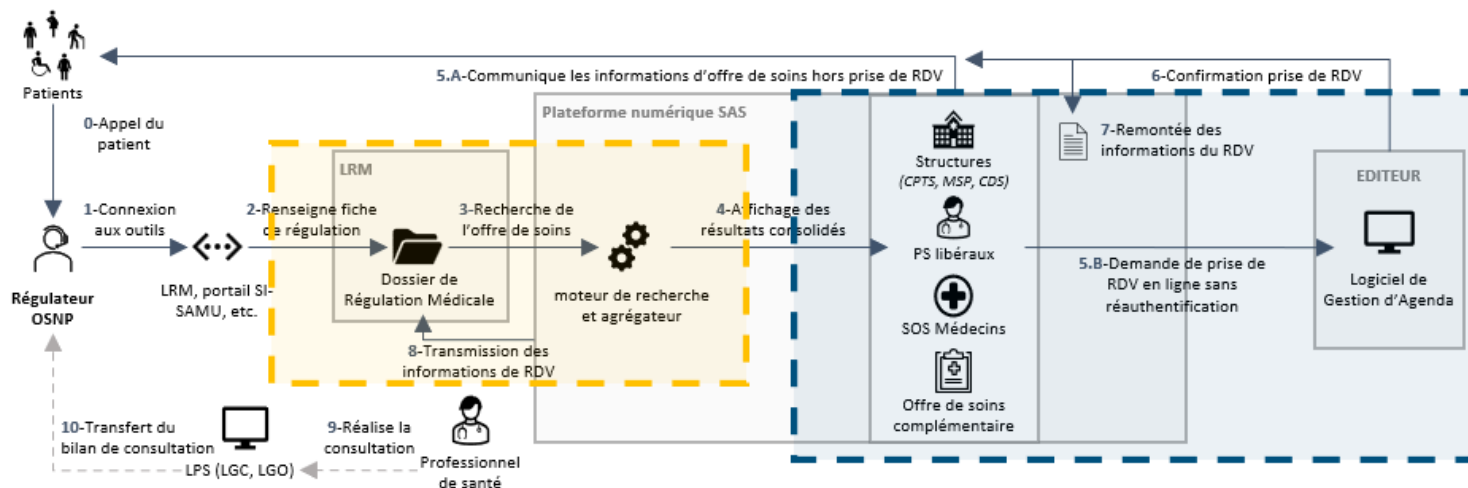 Patients
0-Appel du
patient
1-Connexion
aux outils
Régulateur
OSNP
LRM, portail SI-
SAMU, etc.
2-Renseigne fiche
de régulation
LRM
Dossier de
Régulation Médicale
3-Recherche de
l'offre de soins
moteur de recherche
et agrégateur
Plateforme numérique SAS
4-Affichage des
résultats consolidés
5.A-Communique les informations d'offre de soins hors prise de RDV
Structures
(CPTS, MSP, CDS)
PS libéraux
SOS Médecins
Offre de soins
complémentaire
5.B-Demande de prise de
RDV en ligne sans
réauthentification
EDITEUR
Logiciel de
Gestion d'Agenda
6-Confirmation prise de RDV
7-Remontée des
informations du RDV
8-Transmission des
informations de RDV
Professionnel
de santé
9-Réalise la
consultation
LPS (LGC, LGO)
10-Transfert du
bilan de consultation